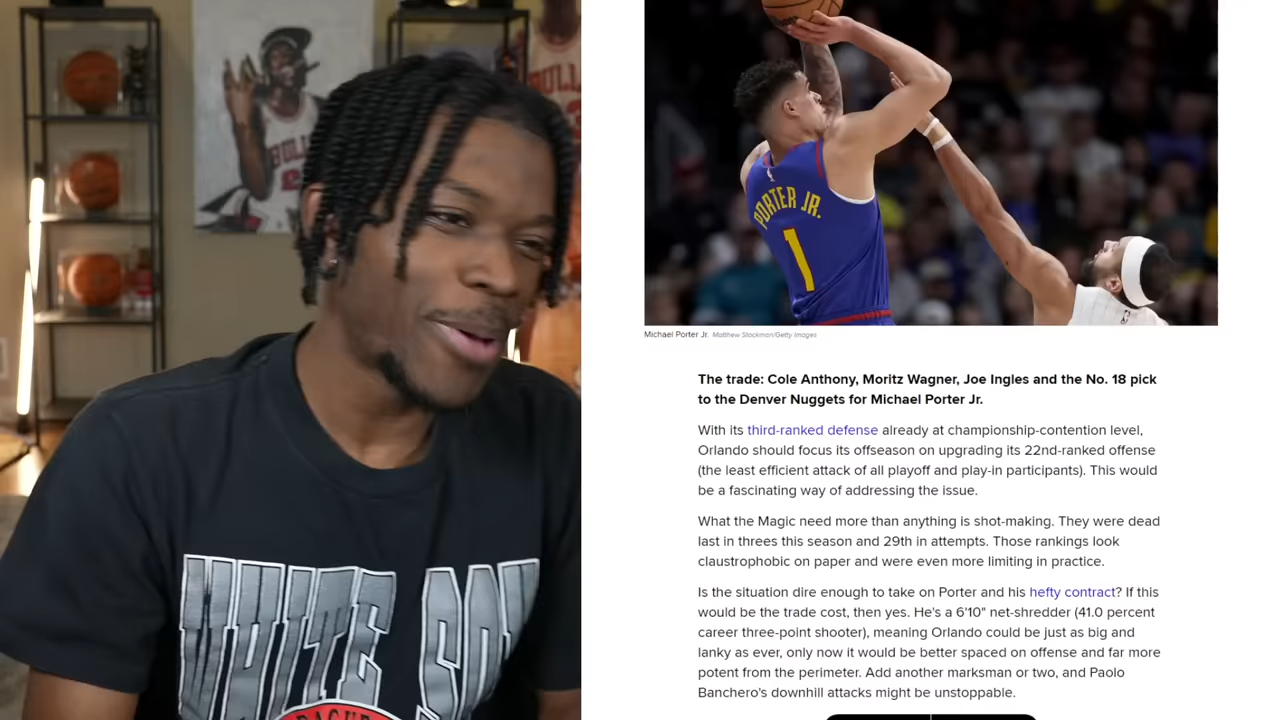 BULL
BULL
WHITE SOX
PORTER JR.
1
Michael Porter Jr. Matthew Stockman/Getty Images
The trade: Cole Anthony, Moritz Wagner, Joe Ingles and the No. 18 pick
to the Denver Nuggets for Michael Porter Jr.
With its third-ranked defense already at championship-contention level,
Orlando should focus its offseason on upgrading its 22nd-ranked offense
(the least efficient attack of all playoff and play-in participants). This would
be a fascinating way of addressing the issue.
What the Magic need more than anything is shot-making. They were dead
last in threes this season and 29th in attempts. Those rankings look
claustrophobic on paper and were even more limiting in practice.
Is the situation dire enough to take on Porter and his hefty contract? If this
would be the trade cost, then yes. He's a 6'10" net-shredder (41.0 percent
career three-point shooter), meaning Orlando could be just as big and
lanky as ever, only now it would be better spaced on offense and far more
potent from the perimeter. Add another marksman or two, and Paolo
Banchero's downhill attacks might be unstoppable.